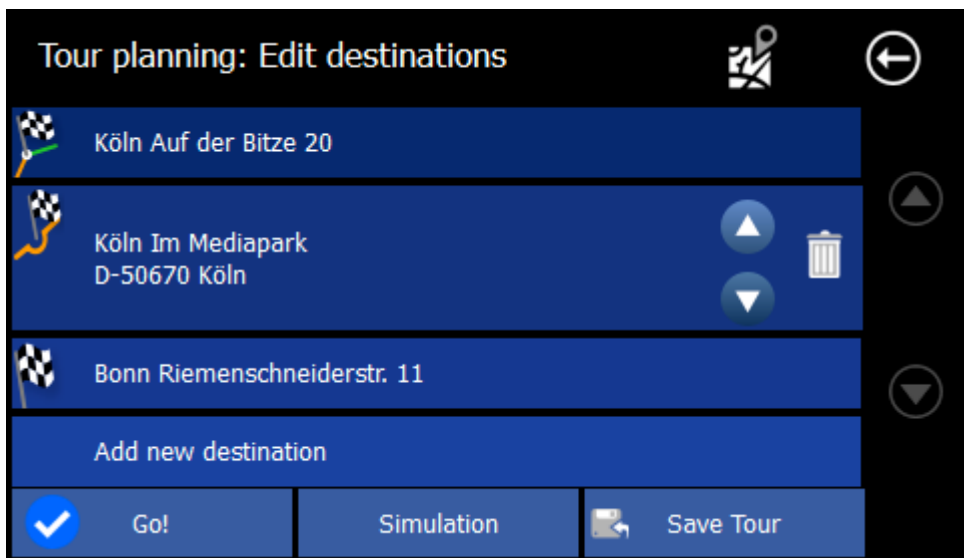 Tour planning: Edit destinations
Köln Auf der Bitze 20
Köln Im Mediapark
D-50670 Köln
Bonn Riemenschneiderstr. 11
Add new destination
Go!
Simulation
Save Tour